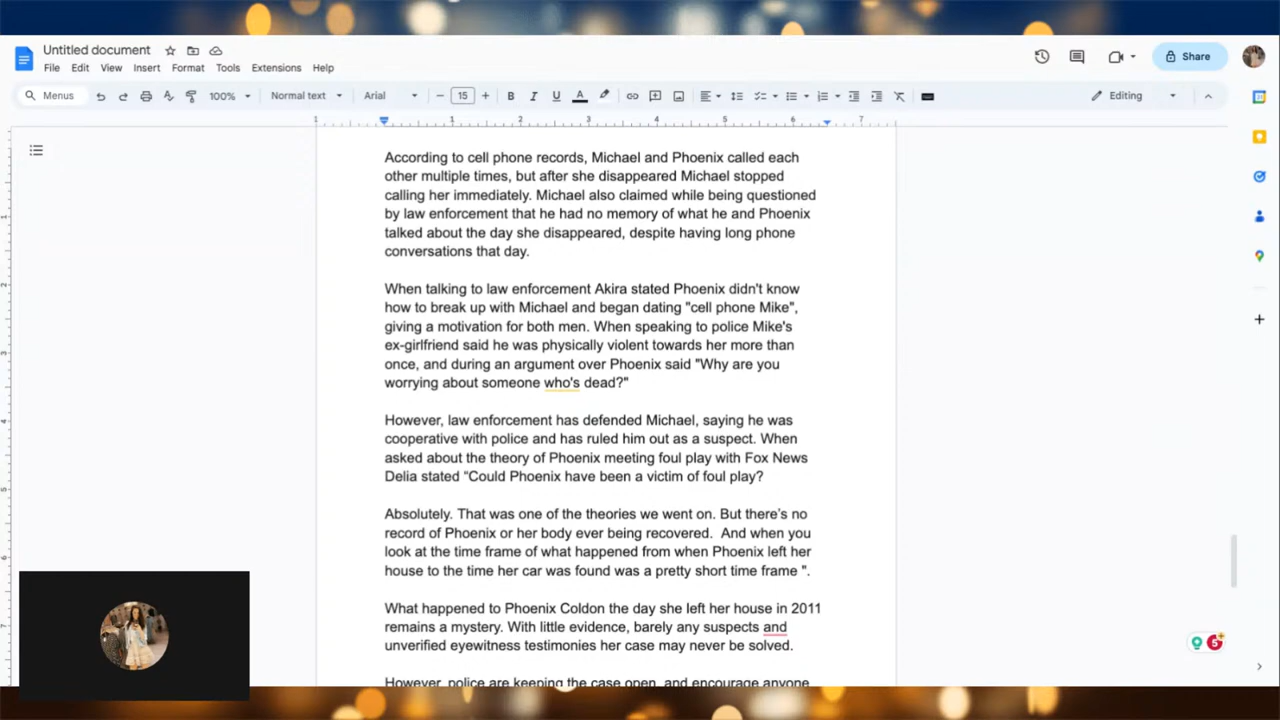 Untitled document
File Edit View Insert Format Tools Extensions Help
Share
Menus 100% Normal text Arial 15 B I U A Editing
1 1 2 3 4 5 6 7
According to cell phone records, Michael and Phoenix called each
other multiple times, but after she disappeared Michael stopped
calling her immediately. Michael also claimed while being questioned
by law enforcement that he had no memory of what he and Phoenix
talked about the day she disappeared, despite having long phone
conversations that day.
When talking to law enforcement Akira stated Phoenix didn't know
how to break up with Michael and began dating "cell phone Mike",
giving a motivation for both men. When speaking to police Mike's
ex-girlfriend said he was physically violent towards her more than
once, and during an argument over Phoenix said "Why are you
worrying about someone who's dead?"
However, law enforcement has defended Michael, saying he was
cooperative with police and has ruled him out as a suspect. When
asked about the theory of Phoenix meeting foul play with Fox News
Delia stated “Could Phoenix have been a victim of foul play?
Absolutely. That was one of the theories we went on. But there’s no
record of Phoenix or her body ever being recovered.  And when you
look at the time frame of what happened from when Phoenix left her
house to the time her car was found was a pretty short time frame ”.
What happened to Phoenix Coldon the day she left her house in 2011
remains a mystery. With little evidence, barely any suspects and
unverified eyewitness testimonies her case may never be solved.
However, police are keeping the case open, and encourage anyone
5